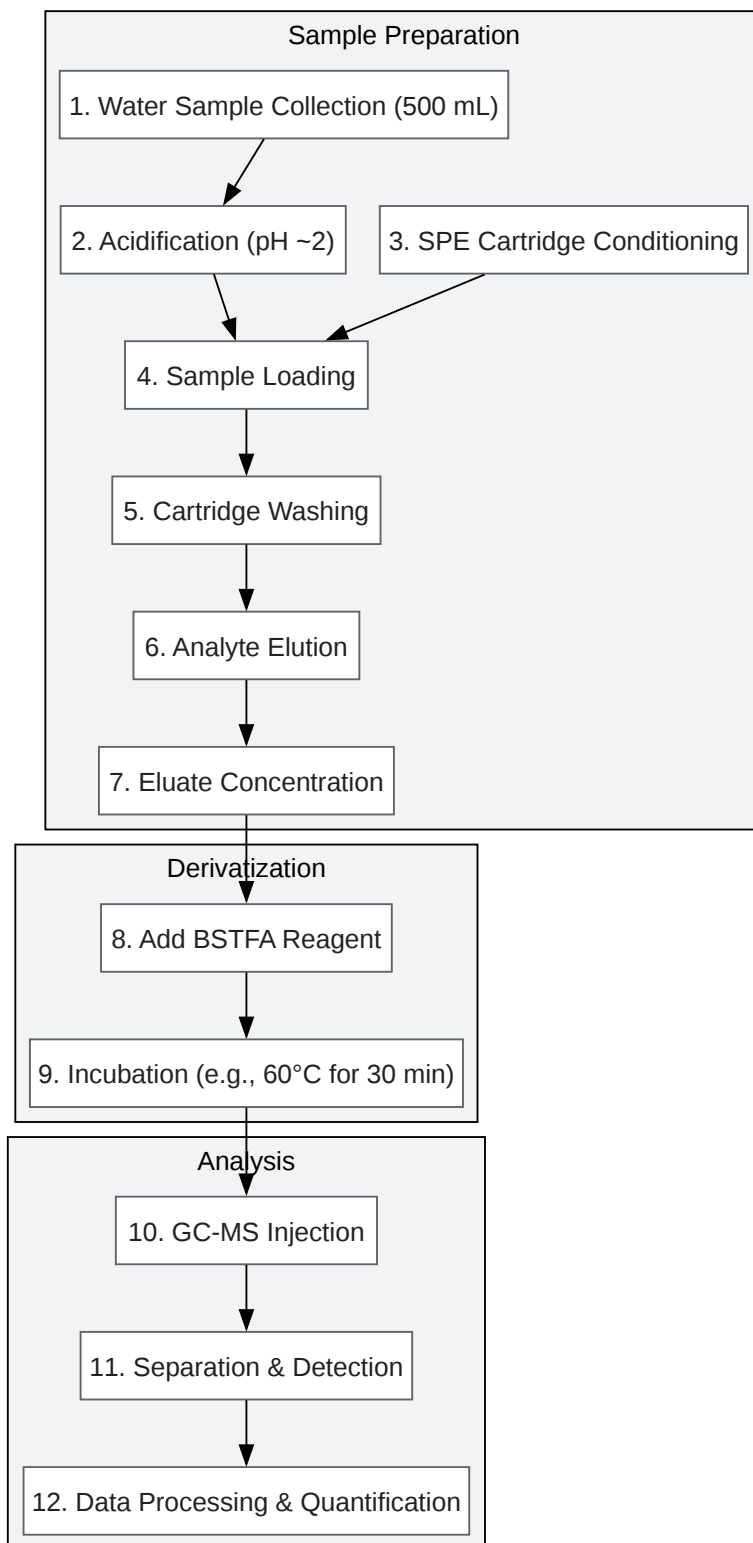 Sample Preparation
1. Water Sample Collection (500 mL)
2. Acidification (pH ~2)
3. SPE Cartridge Conditioning
4. Sample Loading
5. Cartridge Washing
6. Analyte Elution
7. Eluate Concentration
Derivatization
8. Add BSTFA Reagent
9. Incubation (e.g., 60°C for 30 min)
Analysis
10. GC-MS Injection
11. Separation & Detection
12. Data Processing & Quantification